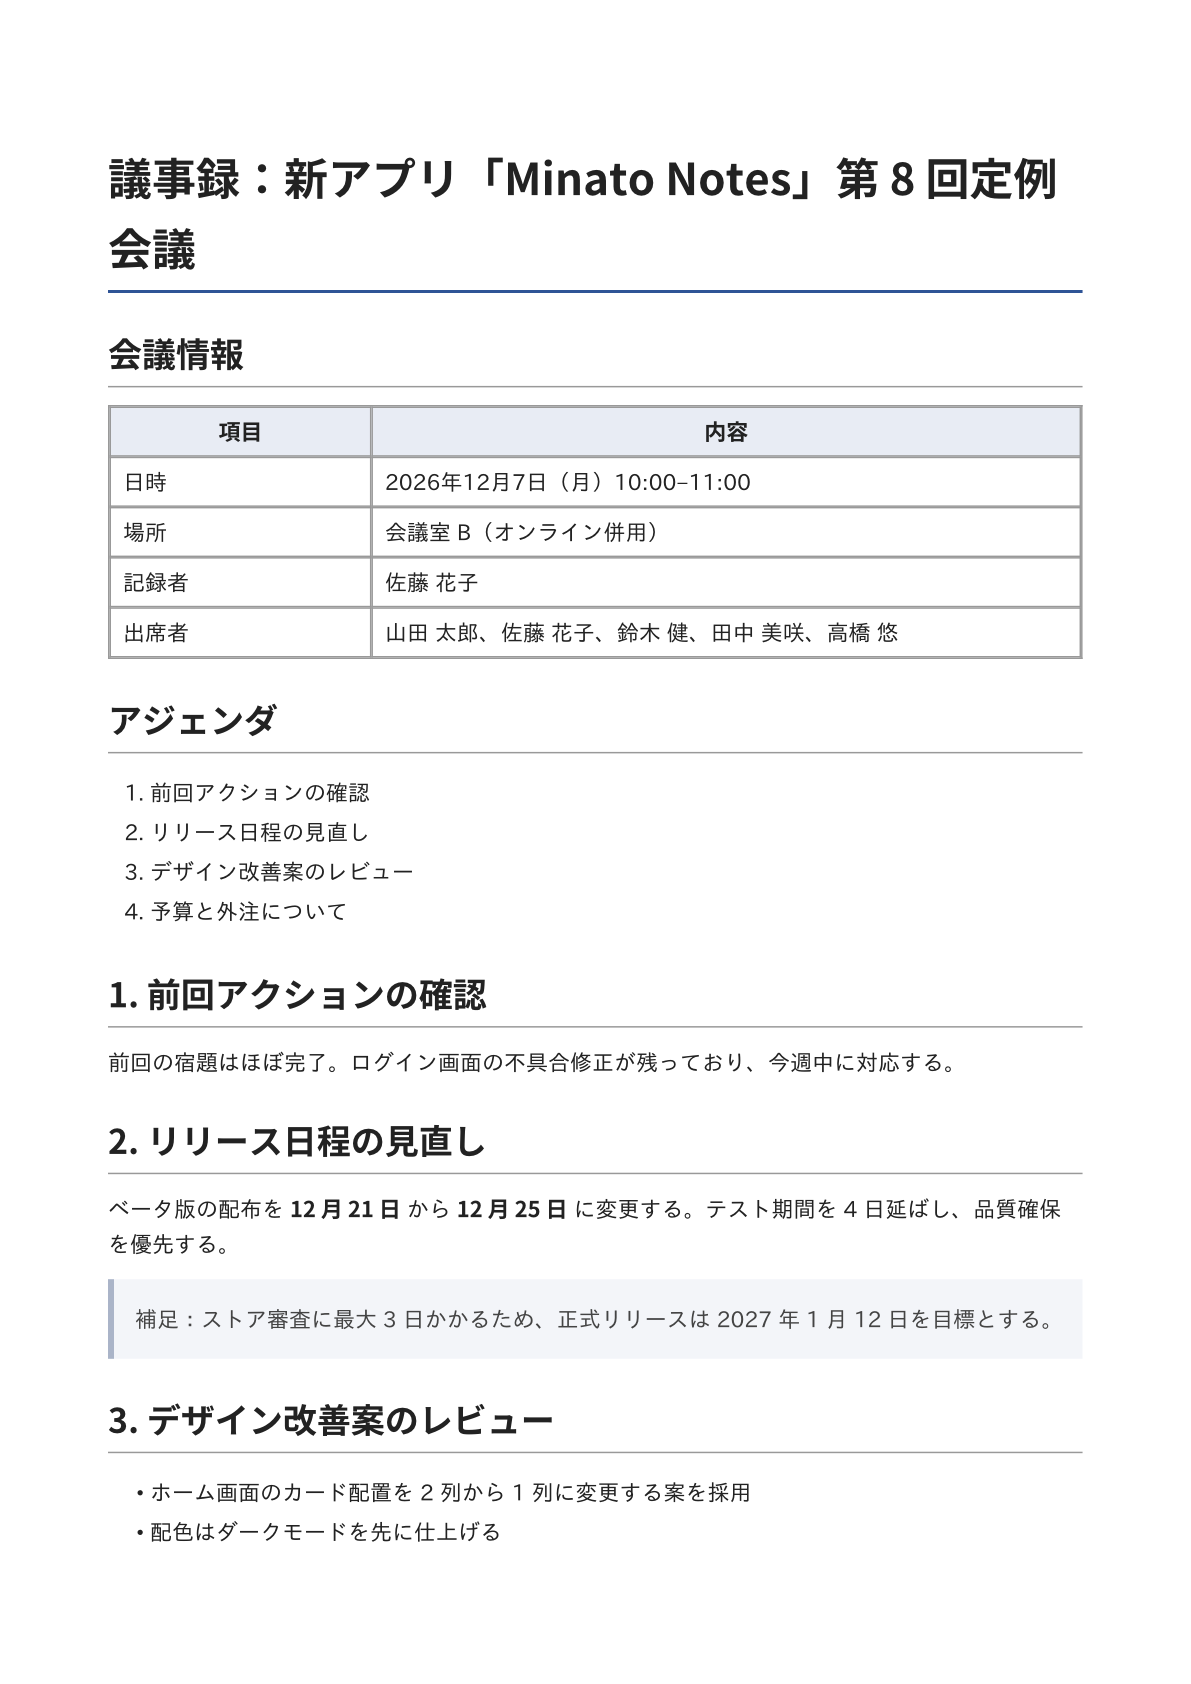 議事録：新アプリ「Minato Notes」第 8 回定例
会議
会議情報
項目 内容
日時 2026年12月7日（月）10:00–11:00
場所 会議室 B（オンライン併用）
記録者 佐藤 花子
出席者 山田 太郎、佐藤 花子、鈴木 健、田中 美咲、高橋 悠
アジェンダ
1. 前回アクションの確認
2. リリース日程の見直し
3. デザイン改善案のレビュー
4. 予算と外注について
1. 前回アクションの確認
前回の宿題はほぼ完了。ログイン画面の不具合修正が残っており、今週中に対応する。
2. リリース日程の見直し
ベータ版の配布を 12 月 21 日 から 12 月 25 日 に変更する。テスト期間を 4 日延ばし、品質確保
を優先する。
補足：ストア審査に最大 3 日かかるため、正式リリースは 2027 年 1 月 12 日を目標とする。
3. デザイン改善案のレビュー
• ホーム画面のカード配置を 2 列から 1 列に変更する案を採用
• 配色はダークモードを先に仕上げる